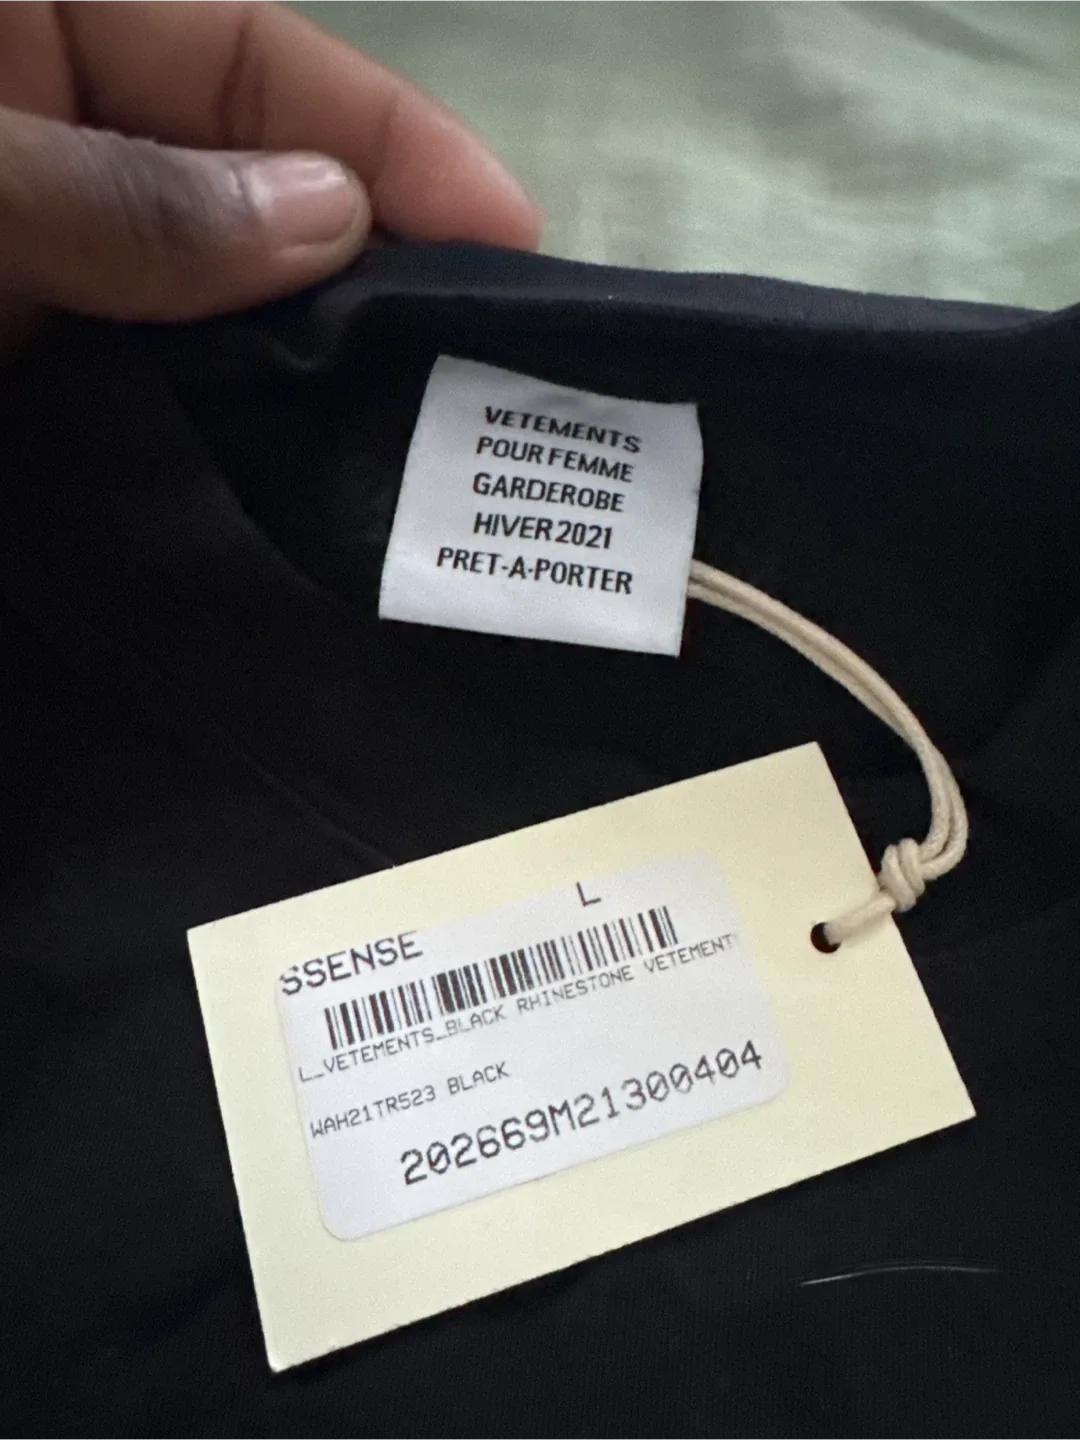 VETEMENTS
POUR FEMME
GARDEROBE
HIVER 2021
PRET-A-PORTER
L
SSENSE
L_VETEMENTS_BLACK RHINESTONE VETEMENT
WAH21TR523 BLACK
202669M21300404